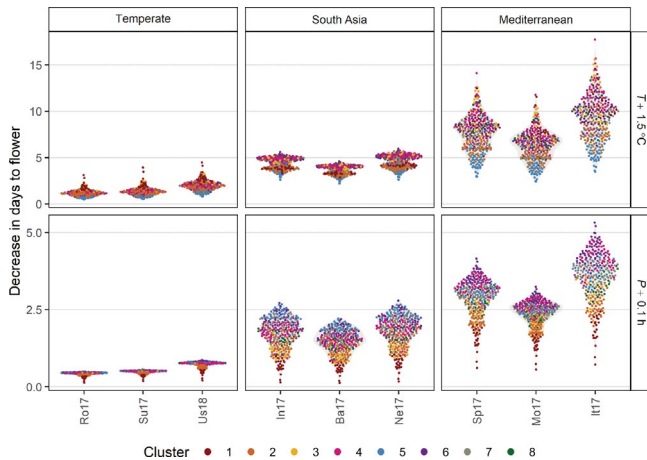 Temperate South Asia Mediterranean
Decrease in days to flower
15
10
5
0
T + 1.5 °C
5.0
2.5
0.0
P + 0.1 h
Ro17 Su17 Us18 In17 Ba17 Ne17 Sp17 Mo17 It17
Cluster 1 2 3 4 5 6 7 8